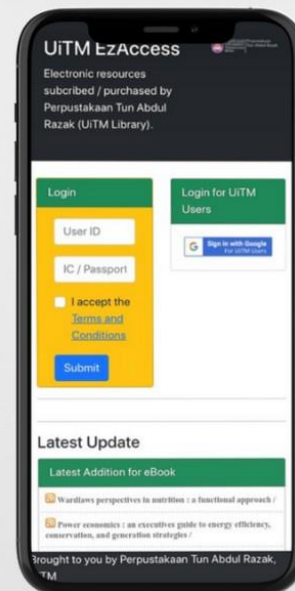 UiTM EzAccess
Electronic resources
subcribed / purchased by
Perpustakaan Tun Abdul
Razak (UiTM Library).
Login
User ID
IC / Passport
I accept the
Terms and
Conditions
Submit
Login for UiTM
Users
G Sign in with Google
For UiTM Users
Latest Update
Latest Addition for eBook
Wardlaws perspectives in nutrition : a functional approach /
Power economics : an executives guide to energy efficiency,
conservation, and generation strategies /
Brought to you by Perpustakaan Tun Abdul Razak,